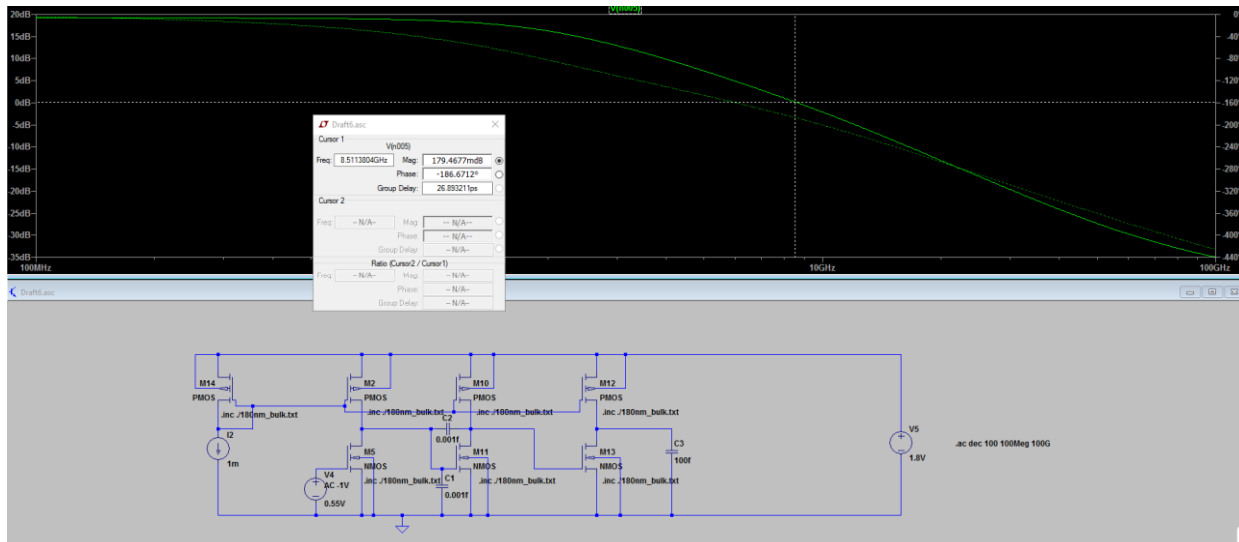 V(n005)
20dB 0°
15dB -40°
10dB -80°
5dB -120°
0dB -160°
-5dB -200°
-10dB -240°
-15dB -280°
-20dB -320°
-25dB -360°
-30dB -400°
-35dB -440°
100MHz 10GHz 100GHz
Draft6.asc
Cursor 1
V(n005)
Freq: 8.5113804GHz Mag: 179.4677mdB
Phase: -186.6712°
Group Delay: 26.893211ps
Cursor 2
Freq: -- N/A-- Mag: -- N/A--
Phase: -- N/A--
Group Delay: -- N/A--
Ratio (Cursor2 / Cursor1)
Freq: -- N/A-- Mag: -- N/A--
Phase: -- N/A--
Group Delay: -- N/A--
Draft6.asc
M14 M2 M10 M12
PMOS PMOS PMOS PMOS
.inc ./180nm_bulk.txt .inc ./180nm_bulk.txt .inc ./180nm_bulk.txt .inc ./180nm_bulk.txt
I2 C2 V5
1m 0.001f 1.8V
.ac dec 100 100Meg 100G
M5 M11 M13 C3
NMOS NMOS NMOS 100f
.inc ./180nm_bulk.txt .inc ./180nm_bulk.txt .inc ./180nm_bulk.txt
V4 C1
AC -1V 0.001f
0.55V